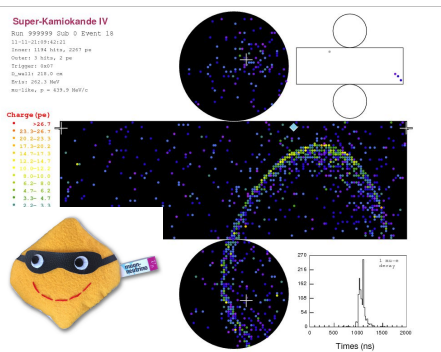 Super-Kamiokande IV
Run 999999 Sub 0 Event 18
11-11-21:09:42:21
Inner: 1194 hits, 2267 pe
Outer: 3 hits, 2 pe
Trigger: 0x07
D_wall: 218.0 cm
Evis: 262.3 MeV
mu-like, p = 439.9 MeV/c
Charge(pe)
>26.7
23.3-26.7
20.2-23.3
17.3-20.2
14.7-17.3
12.2-14.7
10.0-12.2
8.0-10.0
6.2- 8.0
4.7- 6.2
3.3- 4.7
2.2- 3.3
muon-
neutrino
1 mu-e
decay
270
216
162
108
54
0
0 500 1000 1500 2000
Times (ns)